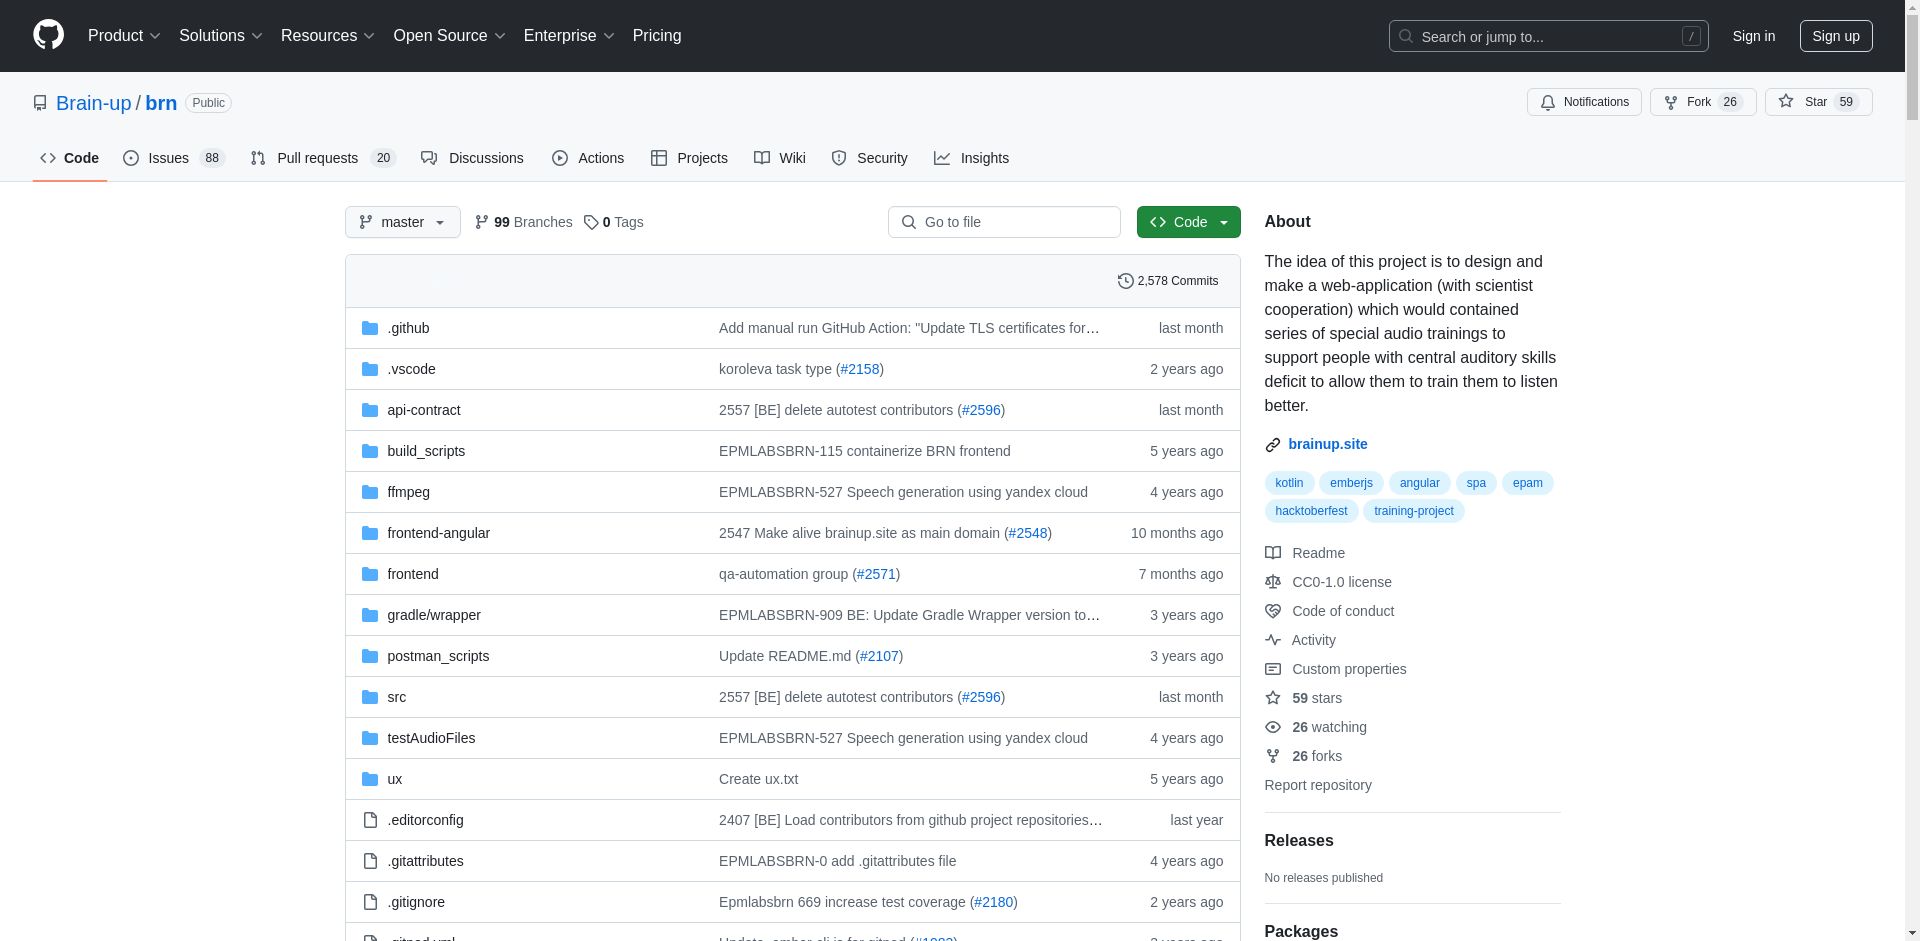 Product Solutions Resources Open Source Enterprise Pricing Search or jump to... / Sign in Sign up
Brain-up / brn Public Notifications Fork 26 Star 59
Code Issues 88 Pull requests 20 Discussions Actions Projects Wiki Security Insights
master 99 Branches 0 Tags Go to file Code
2,578 Commits
.github Add manual run GitHub Action: "Update TLS certificates for… last month
.vscode koroleva task type (#2158) 2 years ago
api-contract 2557 [BE] delete autotest contributors (#2596) last month
build_scripts EPMLABSBRN-115 containerize BRN frontend 5 years ago
ffmpeg EPMLABSBRN-527 Speech generation using yandex cloud 4 years ago
frontend-angular 2547 Make alive brainup.site as main domain (#2548) 10 months ago
frontend qa-automation group (#2571) 7 months ago
gradle/wrapper EPMLABSBRN-909 BE: Update Gradle Wrapper version to… 3 years ago
postman_scripts Update README.md (#2107) 3 years ago
src 2557 [BE] delete autotest contributors (#2596) last month
testAudioFiles EPMLABSBRN-527 Speech generation using yandex cloud 4 years ago
ux Create ux.txt 5 years ago
.editorconfig 2407 [BE] Load contributors from github project repositories… last year
.gitattributes EPMLABSBRN-0 add .gitattributes file 4 years ago
.gitignore Epmlabsbrn 669 increase test coverage (#2180) 2 years ago
About
The idea of this project is to design and
make a web-application (with scientist
cooperation) which would contained
series of special audio trainings to
support people with central auditory skills
deficit to allow them to train them to listen
better.
brainup.site
kotlin emberjs angular spa epam
hacktoberfest training-project
Readme
CC0-1.0 license
Code of conduct
Activity
Custom properties
59 stars
26 watching
26 forks
Report repository
Releases
No releases published
Packages